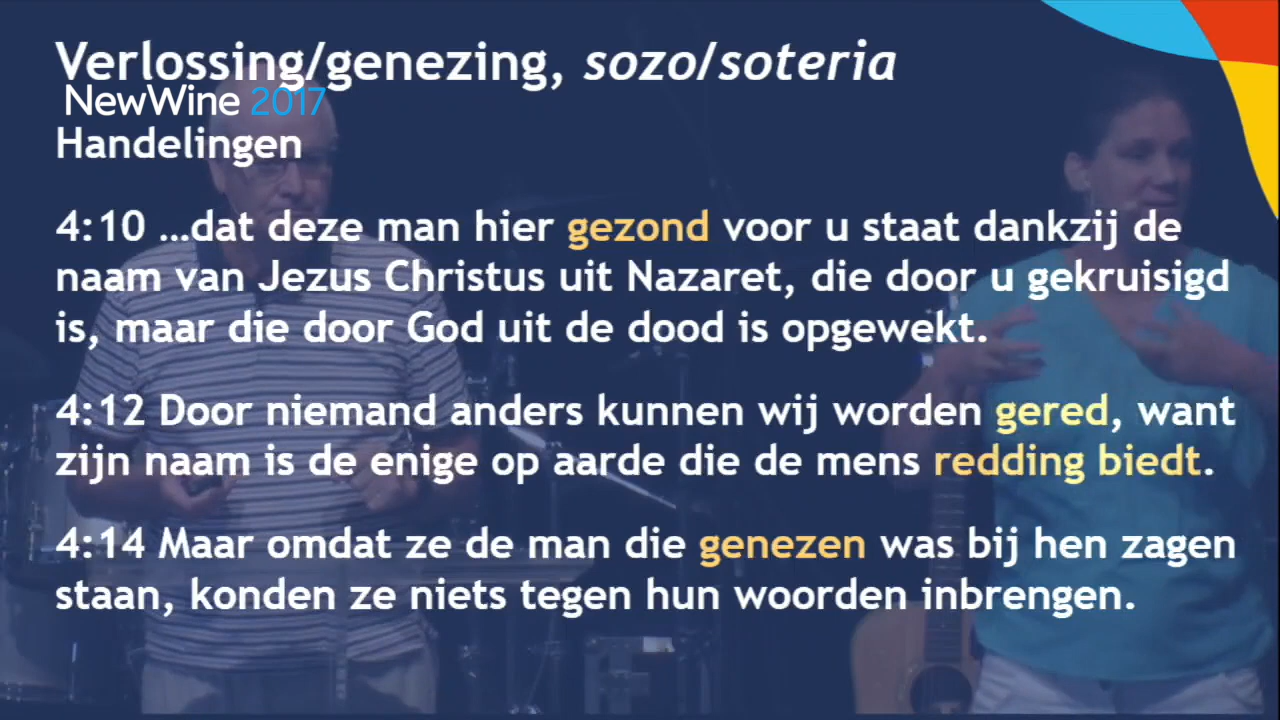 Verlossing/genezing, sozo/soteria
NewWine 2017
Handelingen
4:10 …dat deze man hier gezond voor u staat dankzij de
naam van Jezus Christus uit Nazaret, die door u gekruisigd
is, maar die door God uit de dood is opgewekt.
4:12 Door niemand anders kunnen wij worden gered, want
zijn naam is de enige op aarde die de mens redding biedt.
4:14 Maar omdat ze de man die genezen was bij hen zagen
staan, konden ze niets tegen hun woorden inbrengen.